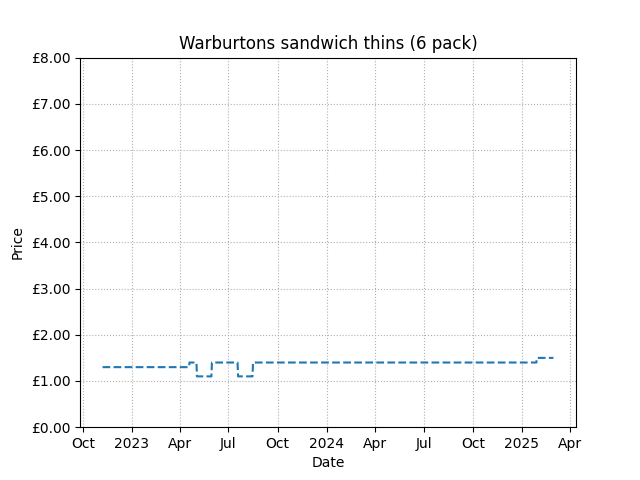 Warburtons sandwich thins (6 pack)
£8.00
£7.00
£6.00
£5.00
£4.00
£3.00
£2.00
£1.00
£0.00
Price
Oct 2023 Apr Jul Oct 2024 Apr Jul Oct 2025 Apr
Date